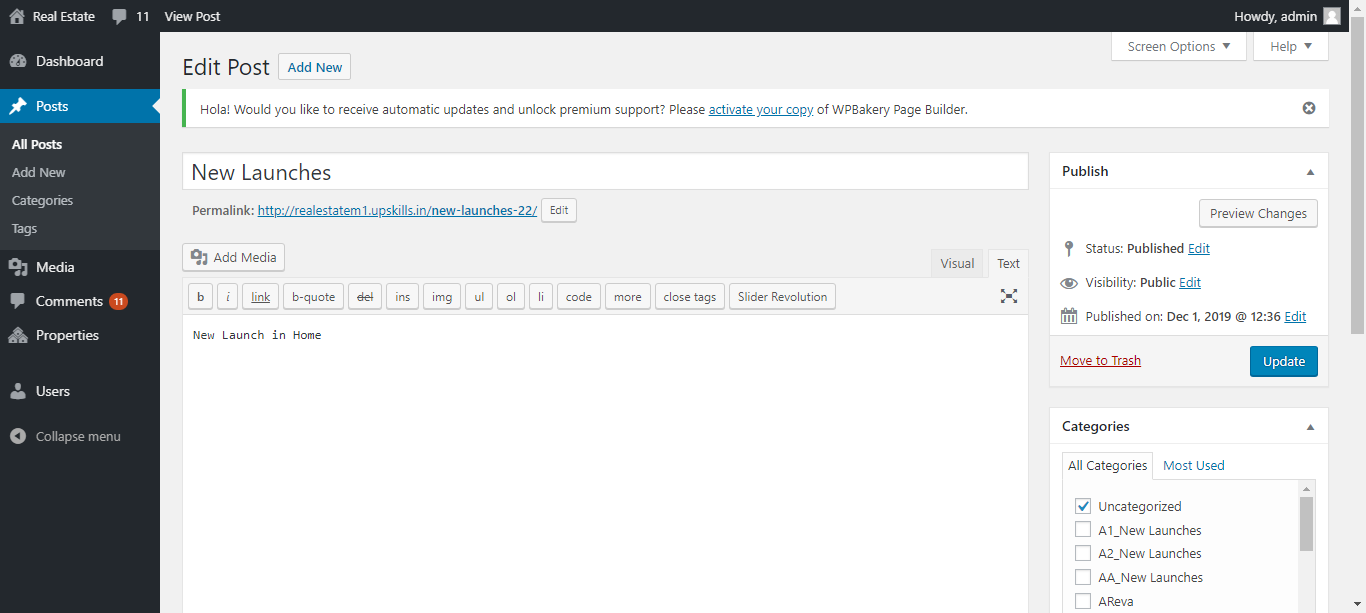 Real Estate 11 View Post Howdy, admin
Dashboard
Posts
All Posts
Add New
Categories
Tags
Media
Comments 11
Properties
Users
Collapse menu
Screen Options Help
Edit Post Add New
Hola! Would you like to receive automatic updates and unlock premium support? Please activate your copy of WPBakery Page Builder.
New Launches
Permalink: http://realestatem1.upskills.in/new-launches-22/ Edit
Add Media
Visual Text
b i link b-quote del ins img ul ol li code more close tags Slider Revolution
New Launch in Home
Publish
Preview Changes
Status: Published Edit
Visibility: Public Edit
Published on: Dec 1, 2019 @ 12:36 Edit
Move to Trash Update
Categories
All Categories Most Used
Uncategorized
A1_New Launches
A2_New Launches
AA_New Launches
AReva